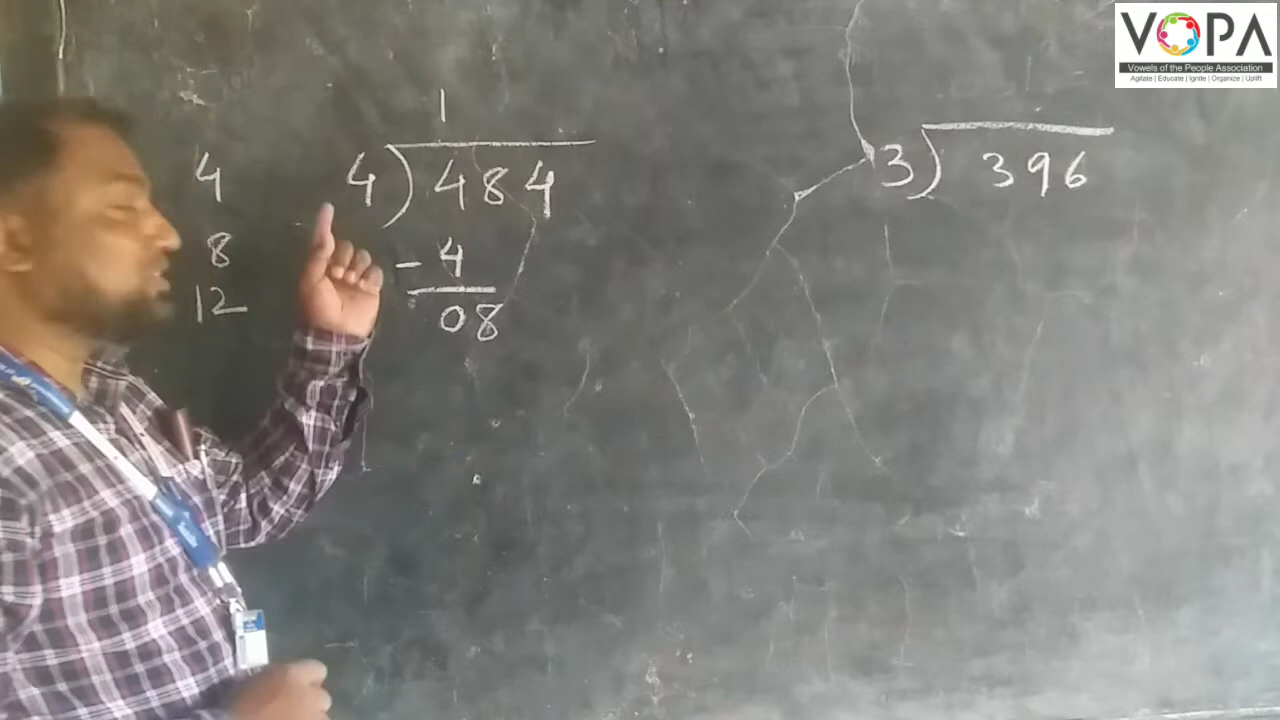 VOPA
Vowels of the People Association
Agitate | Educate | Ignite | Organize | Uplift
4
8
12
1
4) 484
- 4
08
3) 396